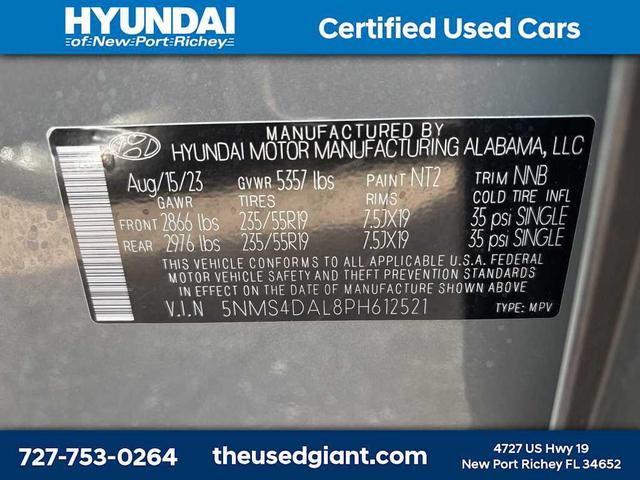 HYUNDAI
of New Port Richey
Certified Used Cars
MANUFACTURED BY
HYUNDAI MOTOR MANUFACTURING ALABAMA, LLC
Aug/15/23 GVWR 5357 lbs PAINT NT2 TRIM NNB
GAWR TIRES RIMS COLD TIRE INFL
FRONT 2866 lbs 235/55R19 7.5JX19 35 psi SINGLE
REAR 2976 lbs 235/55R19 7.5JX19 35 psi SINGLE
THIS VEHICLE CONFORMS TO ALL APPLICABLE U.S. FEDERAL
MOTOR VEHICLE SAFETY AND THEFT PREVENTION STANDARDS
IN EFFECT ON THE DATE OF MANUFACTURE SHOWN ABOVE
V.I.N 5NMS4DAL8PH612521 TYPE: MPV
727-753-0264
theusedgiant.com
4727 US Hwy 19
New Port Richey FL 34652